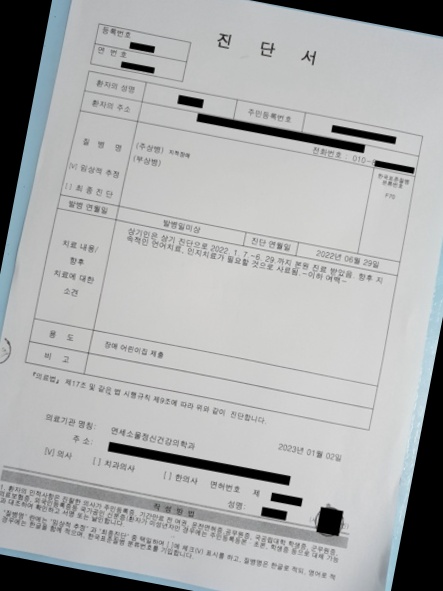 진 단 서
등록번호
연 번 호
환자의 성명
주민등록번호
환자의 주소
전화번호 : 010-
질 병 명
(주상병) 지적장애
(부상병)
한국표준질병
분류번호
F70
[V] 임상적 추정
[ ] 최 종 진 단
발병 연월일
발병일미상
진단 연월일
2022년 06월 29일
치료 내용/
향후
치료에 대한
소견
상기인은 상기 진단으로 2022. 1. 7.~6. 29.까지 본원 진료 받았음. 향후 지
속적인 언어치료, 인지치료가 필요할 것으로 사료됨.-이하 여백-
용 도
장애 어린이집 제출
비 고
『의료법』 제17조 및 같은 법 시행규칙 제9조에 따라 위와 같이 진단합니다.
2023년 01월 02일
의료기관 명칭: 연세소울정신건강의학과
주 소:
[V] 의사 [ ] 치과의사 [ ] 한의사 면허번호 제
성명:
작 성 방 법